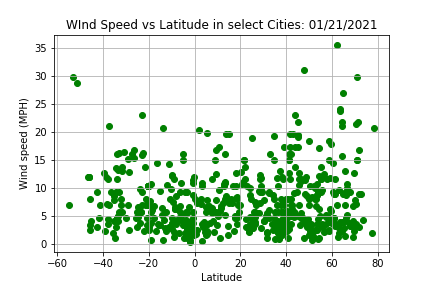 WInd Speed vs Latitude in select Cities: 01/21/2021
35
30
25
20
15
10
5
0
Wind speed (MPH)
−60 −40 −20 0 20 40 60 80
Latitude